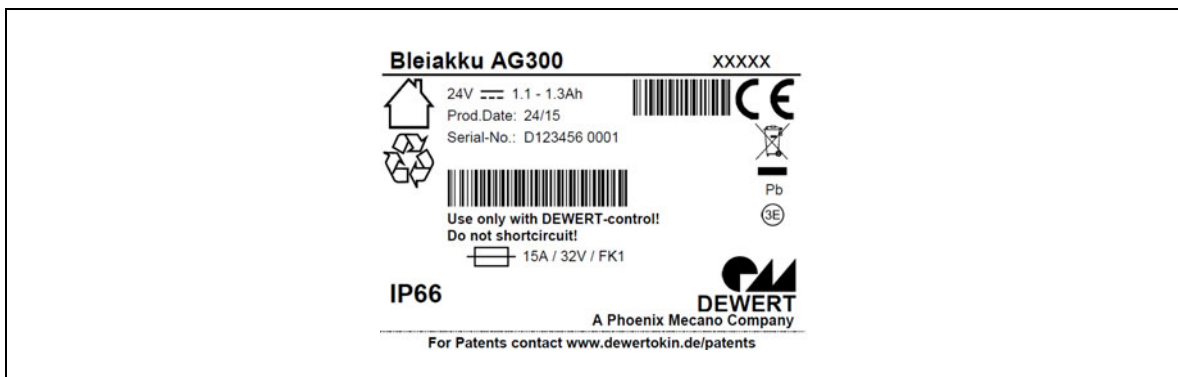 Bleiakku AG300 XXXXX
24V ⎓ 1.1 - 1.3Ah
CE
Prod.Date: 24/15
Serial-No.: D123456 0001
Pb
3E
Use only with DEWERT-control!
Do not shortcircuit!
15A / 32V / FK1
IP66
DEWERT
A Phoenix Mecano Company
For Patents contact www.dewertokin.de/patents